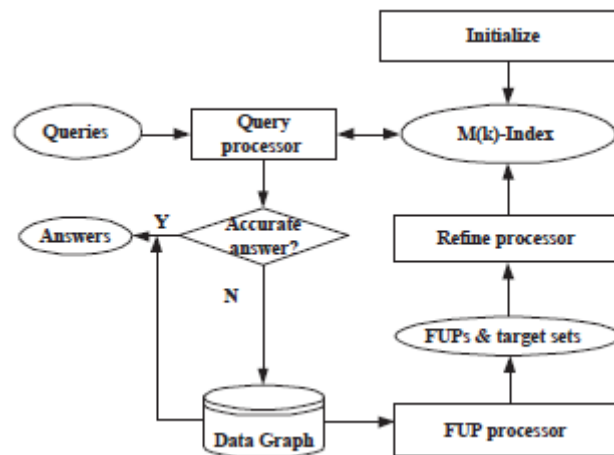 Initialize
Queries
Query
processor
M(k)-Index
Y
Accurate
answer?
Answers
Refine processor
N
FUPs & target sets
Data Graph
FUP processor